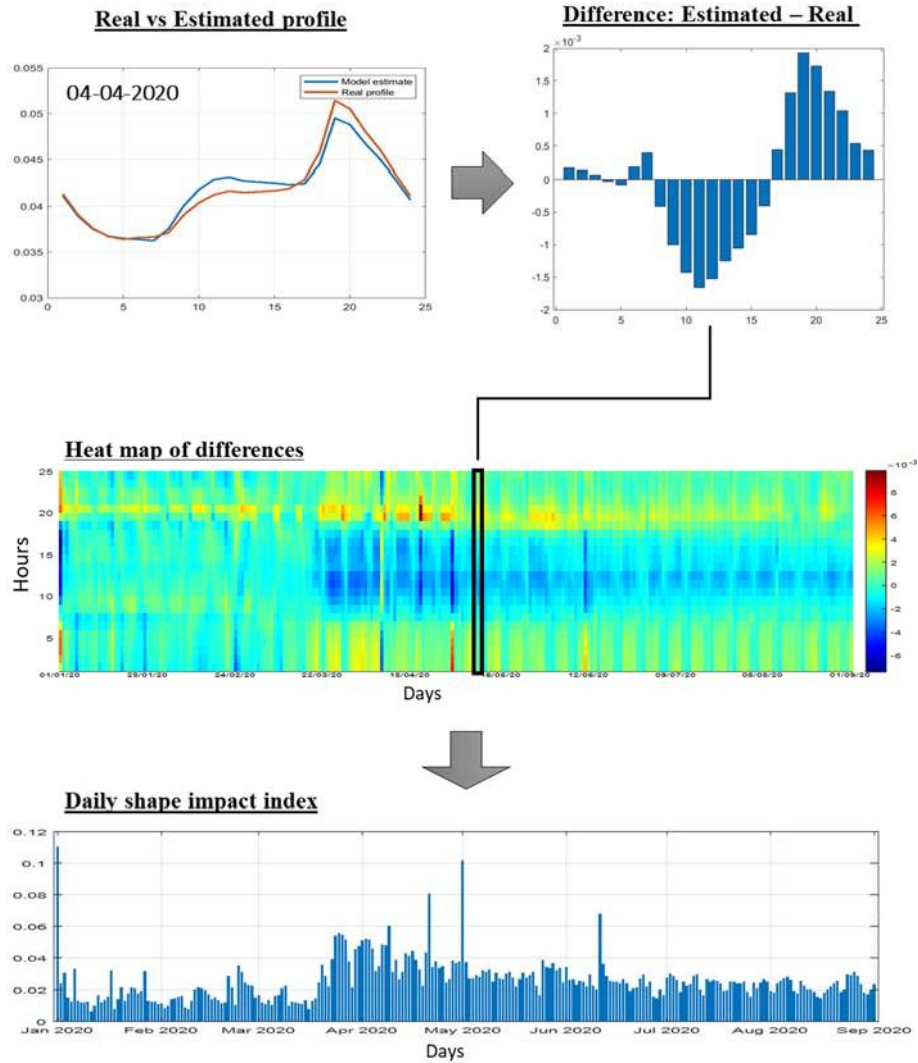 Real vs Estimated profile
Difference: Estimated – Real
0.055
0.05
0.045
0.04
0.035
0.03
04-04-2020
Model estimate
Real profile
0 5 10 15 20 25
×10⁻³
2
1.5
1
0.5
0
-0.5
-1
-1.5
-2
0 5 10 15 20 25
Heat map of differences
Hours
25
20
15
10
5
×10⁻³
8
6
4
2
0
-2
-4
-6
01/01/20 28/01/20 24/02/20 22/03/20 18/04/20 12/06/20 09/07/20 05/08/20 01/09/20
Days
Daily shape impact index
0.12
0.1
0.08
0.06
0.04
0.02
0
Jan 2020 Feb 2020 Mar 2020 Apr 2020 May 2020 Jun 2020 Jul 2020 Aug 2020 Sep 2020
Days